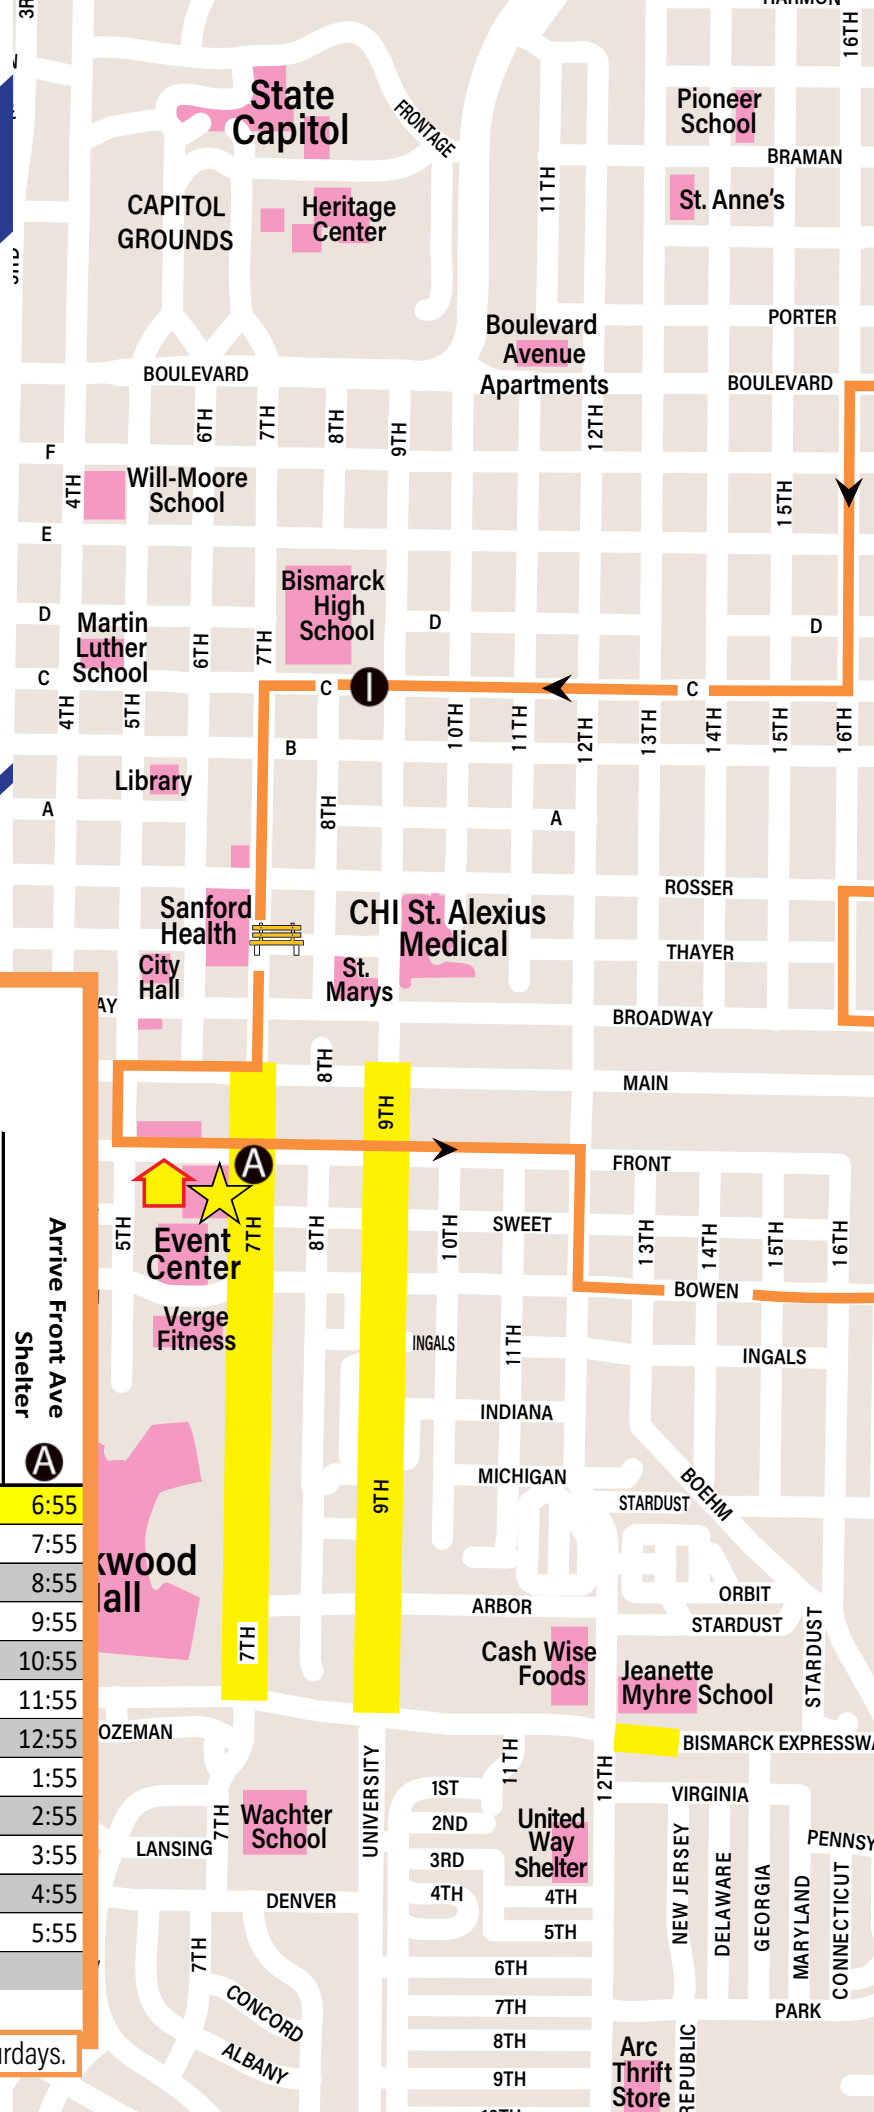 16TH
State
Capitol
FRONTAGE
Pioneer
School
BRAMAN
11TH
St. Anne's
CAPITOL
GROUNDS
Heritage
Center
PORTER
Boulevard
Avenue
Apartments
BOULEVARD
BOULEVARD
6TH
7TH
8TH
9TH
12TH
F
4TH
Will-Moore
School
15TH
E
Bismarck
High
School
D
D
D
Martin
Luther
School
6TH
7TH
C
C
I
C
4TH
5TH
10TH
11TH
12TH
13TH
14TH
15TH
16TH
B
Library
A
8TH
A
ROSSER
Sanford
Health
CHI St. Alexius
Medical
THAYER
City
Hall
St.
Marys
AY
BROADWAY
8TH
MAIN
9TH
A
FRONT
5TH
7TH
8TH
10TH
SWEET
13TH
14TH
15TH
16TH
Event
Center
BOWEN
Verge
Fitness
INGALS
11TH
INGALS
Arrive Front Ave
Shelter
A
INDIANA
MICHIGAN
BOEHM
STARDUST
9TH
6:55
7:55
8:55
9:55
10:55
11:55
12:55
1:55
2:55
3:55
4:55
5:55
kwood
all
ARBOR
ORBIT
STARDUST
STARDUST
7TH
Cash Wise
Foods
Jeanette
Myhre School
OZEMAN
BISMARCK EXPRESSWA
UNIVERSITY
11TH
12TH
1ST
VIRGINIA
7TH
Wachter
School
2ND
United
Way
Shelter
LANSING
3RD
PENNSY
4TH
4TH
NEW JERSEY
DELAWARE
GEORGIA
MARYLAND
CONNECTICUT
DENVER
5TH
7TH
6TH
CONCORD
7TH
PARK
ALBANY
8TH
REPUBLIC
Arc
Thrift
Store
9TH
rdays.